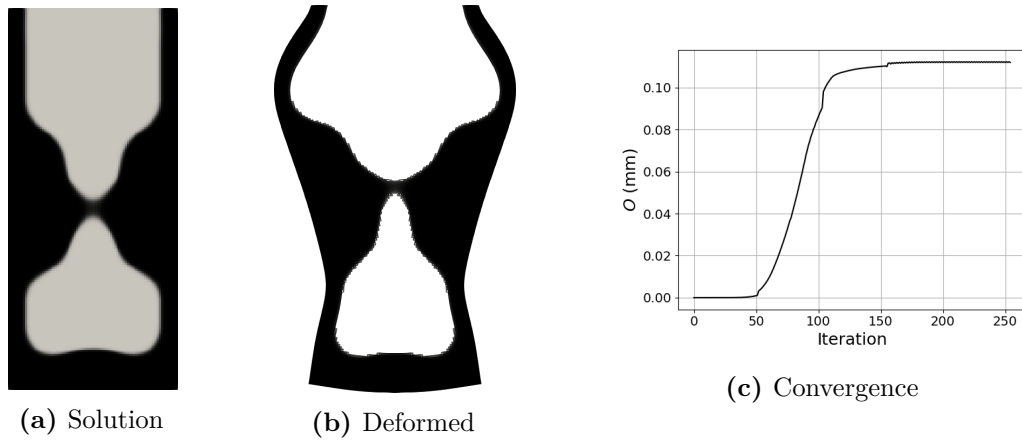 0.10
0.08
0.06
0.04
0.02
0.00
O (mm)
0 50 100 150 200 250
Iteration
(a) Solution
(b) Deformed
(c) Convergence